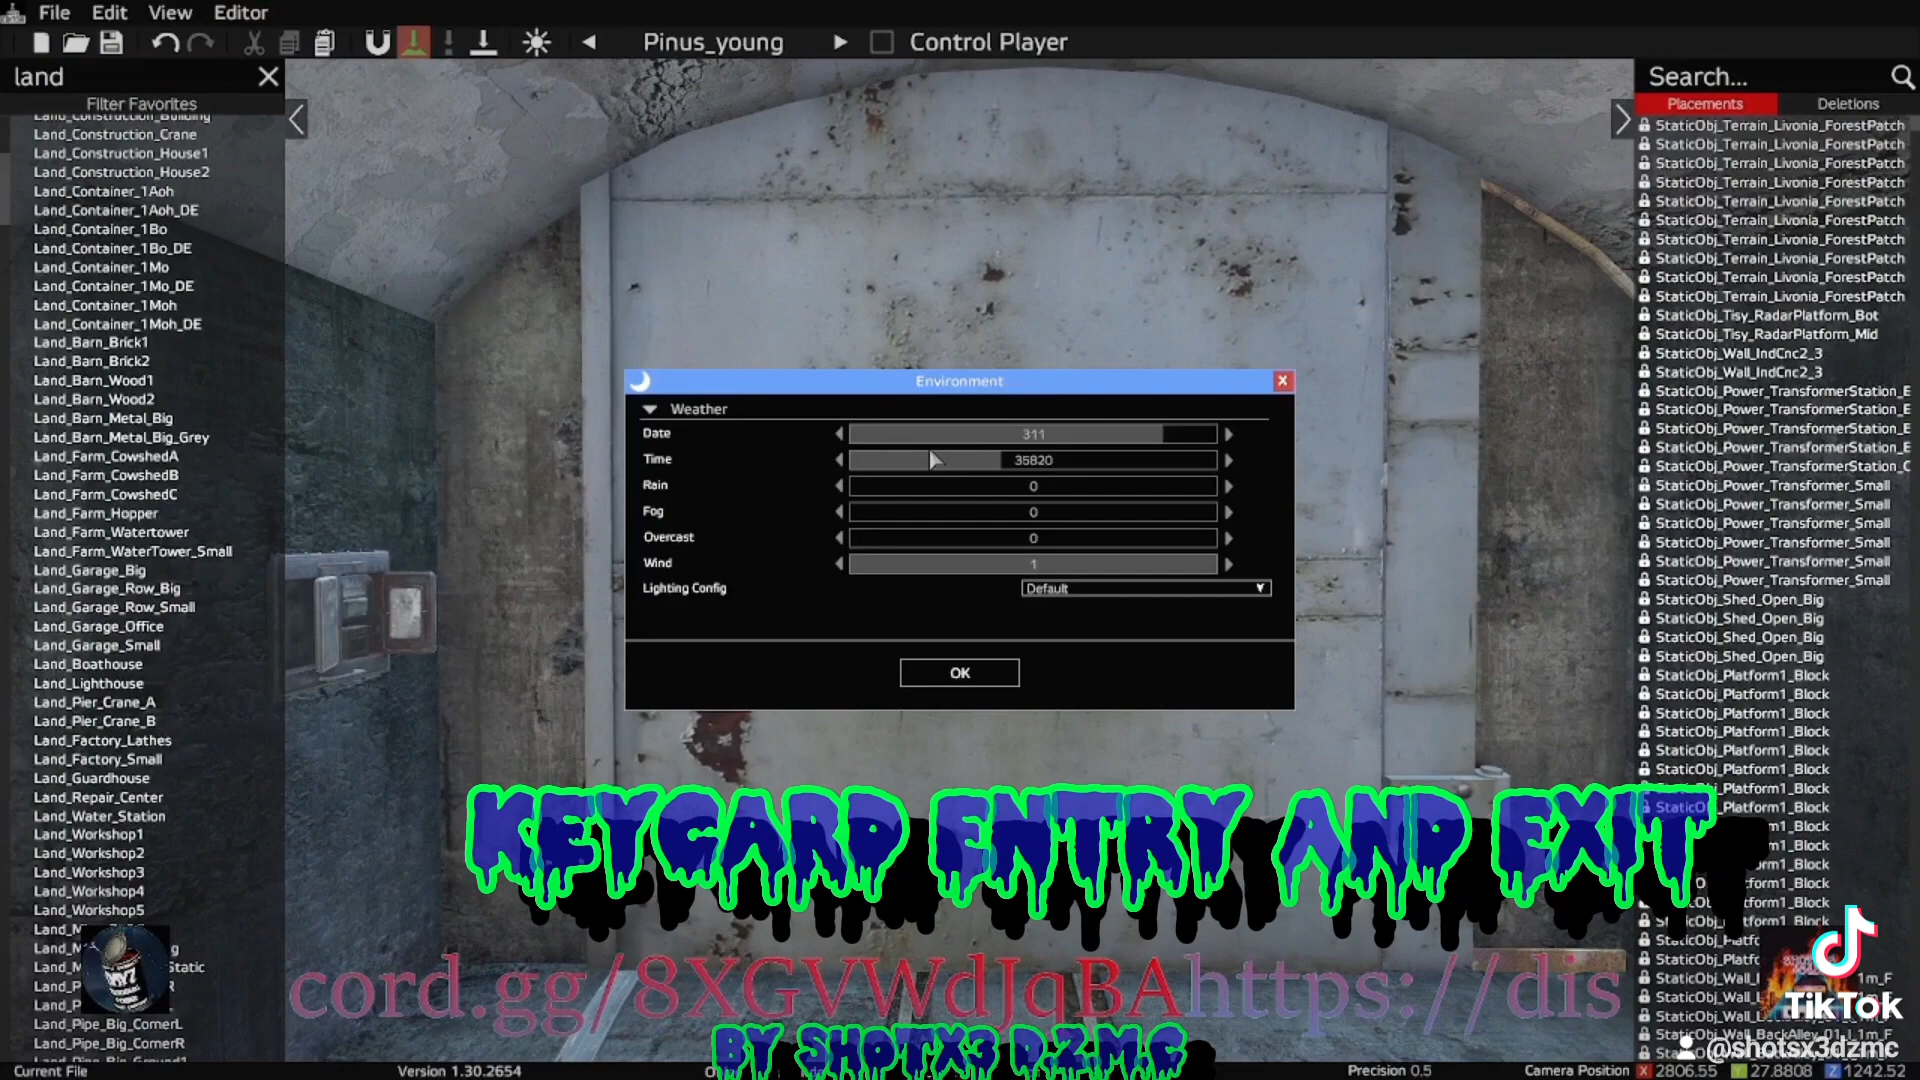 File Edit View Editor
Pinus_young
Control Player
land
Filter Favorites
Land_Construction_Building
Land_Construction_Crane
Land_Construction_House1
Land_Construction_House2
Land_Container_1Aoh
Land_Container_1Aoh_DE
Land_Container_1Bo
Land_Container_1Bo_DE
Land_Container_1Mo
Land_Container_1Mo_DE
Land_Container_1Moh
Land_Container_1Moh_DE
Land_Barn_Brick1
Land_Barn_Brick2
Land_Barn_Wood1
Land_Barn_Wood2
Land_Barn_Metal_Big
Land_Barn_Metal_Big_Grey
Land_Farm_CowshedA
Land_Farm_CowshedB
Land_Farm_CowshedC
Land_Farm_Hopper
Land_Farm_Watertower
Land_Farm_WaterTower_Small
Land_Garage_Big
Land_Garage_Row_Big
Land_Garage_Row_Small
Land_Garage_Office
Land_Garage_Small
Land_Boathouse
Land_Lighthouse
Land_Pier_Crane_A
Land_Pier_Crane_B
Land_Factory_Lathes
Land_Factory_Small
Land_Guardhouse
Land_Repair_Center
Land_Water_Station
Land_Workshop1
Land_Workshop2
Land_Workshop3
Land_Workshop4
Land_Workshop5
Land_Pipe_Big_CornerL
Land_Pipe_Big_CornerR
Land_Pipe_Big_Ground1
Environment
Weather
Date 311
Time 35820
Rain 0
Fog 0
Overcast 0
Wind 1
Lighting Config Default
OK
KEYCARD ENTRY AND EXIT
cord.gg/8XGVWdJqBAhttps://dis
BY SHOTX3 D.Z.M.C
Search...
Placements Deletions
StaticObj_Terrain_Livonia_ForestPatch
StaticObj_Terrain_Livonia_ForestPatch
StaticObj_Terrain_Livonia_ForestPatch
StaticObj_Terrain_Livonia_ForestPatch
StaticObj_Terrain_Livonia_ForestPatch
StaticObj_Terrain_Livonia_ForestPatch
StaticObj_Terrain_Livonia_ForestPatch
StaticObj_Terrain_Livonia_ForestPatch
StaticObj_Terrain_Livonia_ForestPatch
StaticObj_Terrain_Livonia_ForestPatch
StaticObj_Tisy_RadarPlatform_Bot
StaticObj_Tisy_RadarPlatform_Mid
StaticObj_Wall_IndCnc2_3
StaticObj_Wall_IndCnc2_3
StaticObj_Power_TransformerStation_E
StaticObj_Power_TransformerStation_E
StaticObj_Power_TransformerStation_E
StaticObj_Power_TransformerStation_E
StaticObj_Power_TransformerStation_C
StaticObj_Power_Transformer_Small
StaticObj_Power_Transformer_Small
StaticObj_Power_Transformer_Small
StaticObj_Power_Transformer_Small
StaticObj_Power_Transformer_Small
StaticObj_Power_Transformer_Small
StaticObj_Shed_Open_Big
StaticObj_Shed_Open_Big
StaticObj_Shed_Open_Big
StaticObj_Shed_Open_Big
StaticObj_Platform1_Block
StaticObj_Platform1_Block
StaticObj_Platform1_Block
StaticObj_Platform1_Block
StaticObj_Platform1_Block
StaticObj_Platform1_Block
TikTok
@shotsx3dzmc
Current File
Version 1.30.2654
Precision 0.5
Camera Position X 2806.55 Y 27.8808 Z 1242.52